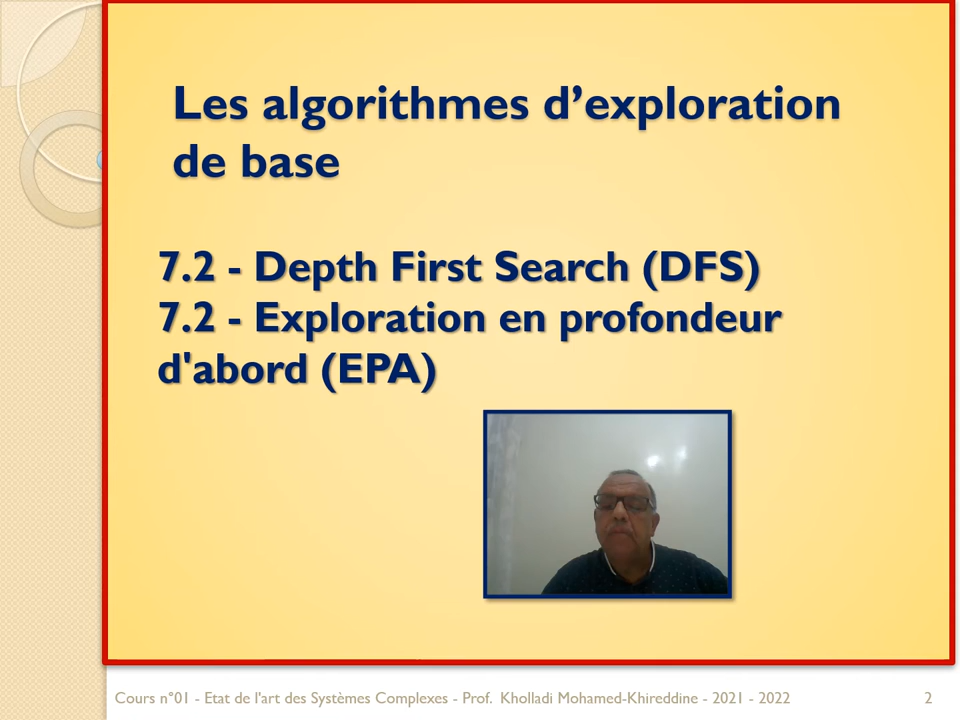 Les algorithmes d’exploration
de base
7.2 - Depth First Search (DFS)
7.2 - Exploration en profondeur
d'abord (EPA)
Cours n°01 - Etat de l'art des Systèmes Complexes - Prof. Kholladi Mohamed-Khireddine - 2021 - 2022 2